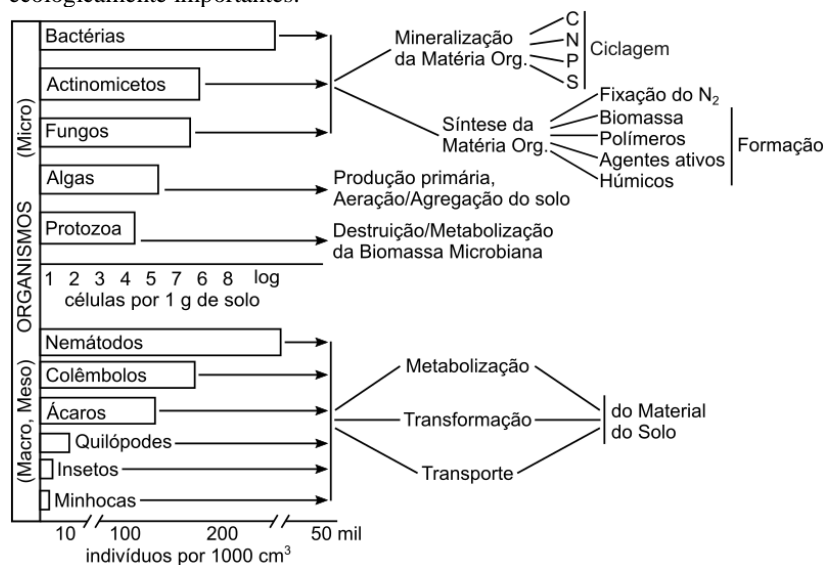 ecologicamente importantes.
Bactérias
Actinomicetos
Fungos
Algas
Protozoa
(Micro)
ORGANISMOS
(Macro, Meso)
Mineralização
da Matéria Org.
C
N
P
S
Ciclagem
Síntese da
Matéria Org.
Fixação do N2
Biomassa
Polímeros
Agentes ativos
Húmicos
Formação
Produção primária,
Aeração/Agregação do solo
Destruição/Metabolização
da Biomassa Microbiana
1 2 3 4 5 7 6 8 log
células por 1 g de solo
Nemátodos
Colêmbolos
Ácaros
Quilópodes
Insetos
Minhocas
Metabolização
Transformação
Transporte
do Material
do Solo
10 100 200 50 mil
indivíduos por 1000 cm3